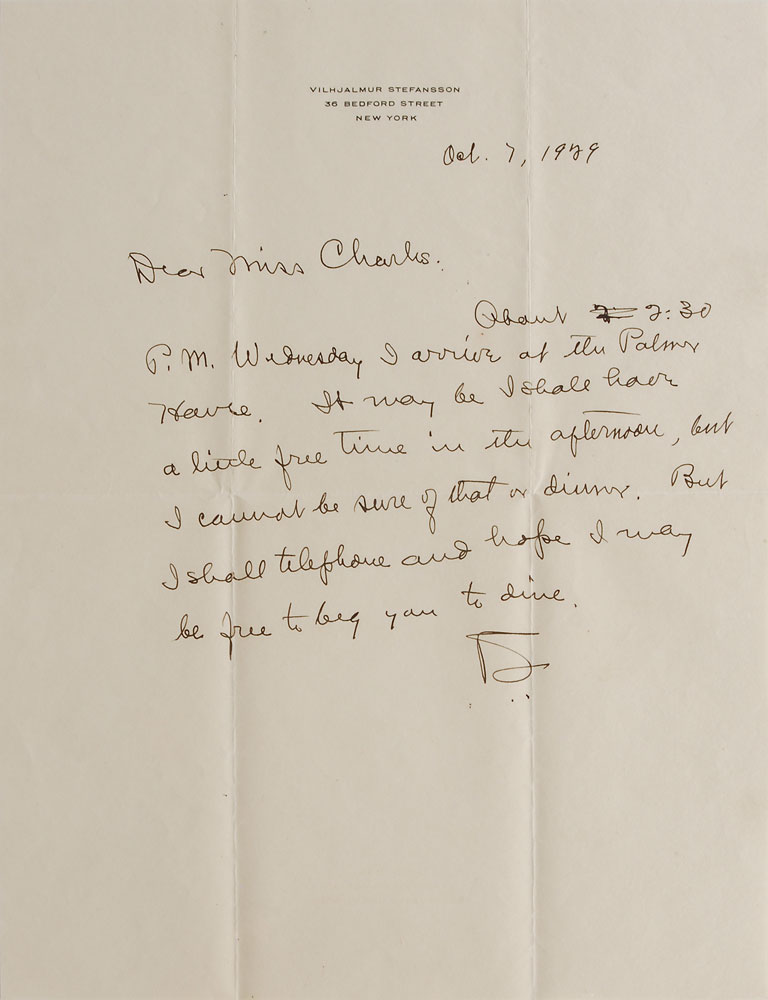 VILHJALMUR STEFANSSON
36 BEDFORD STREET
NEW YORK
Oct. 7, 1929
Dear Miss Charles.
About 2:30
P.M. Wednesday I arrive at the Palmer
House. It may be I shall have
a little free time in the afternoon, but
I cannot be sure of that or dinner. But
I shall telephone and hope I may
be free to beg you to dine.